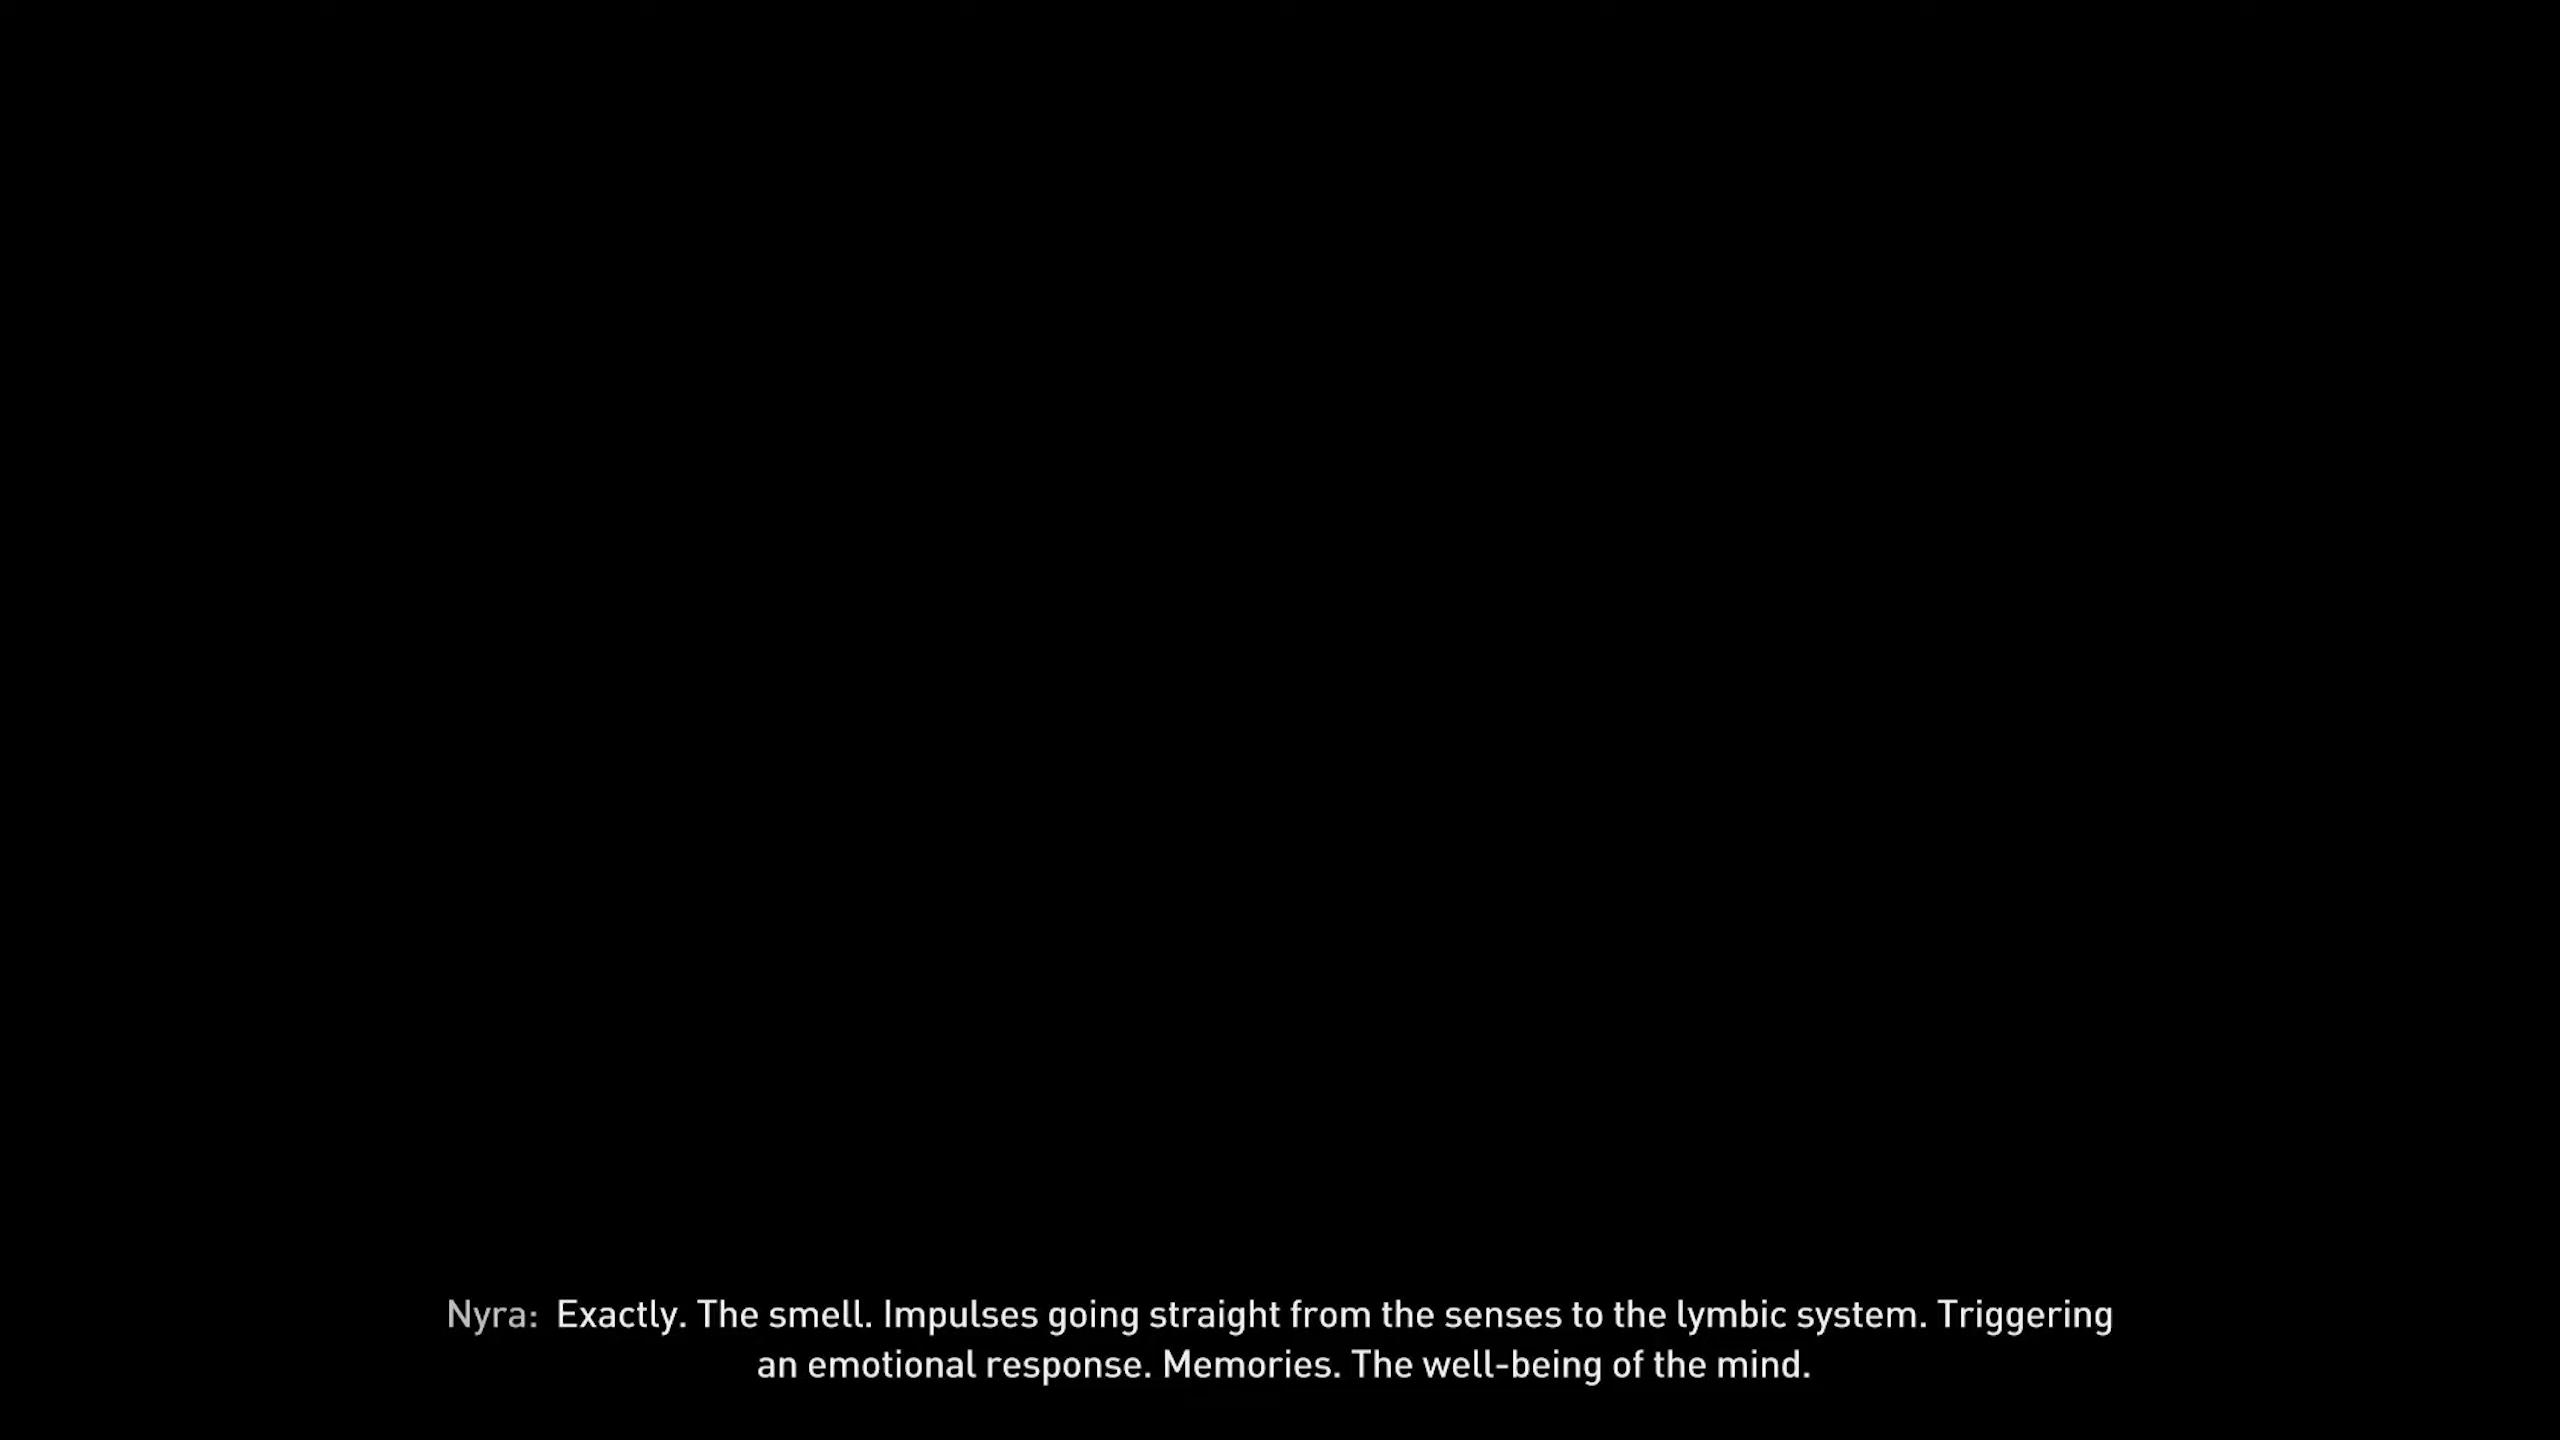 Nyra: Exactly. The smell. Impulses going straight from the senses to the lymbic system. Triggering
an emotional response. Memories. The well-being of the mind.